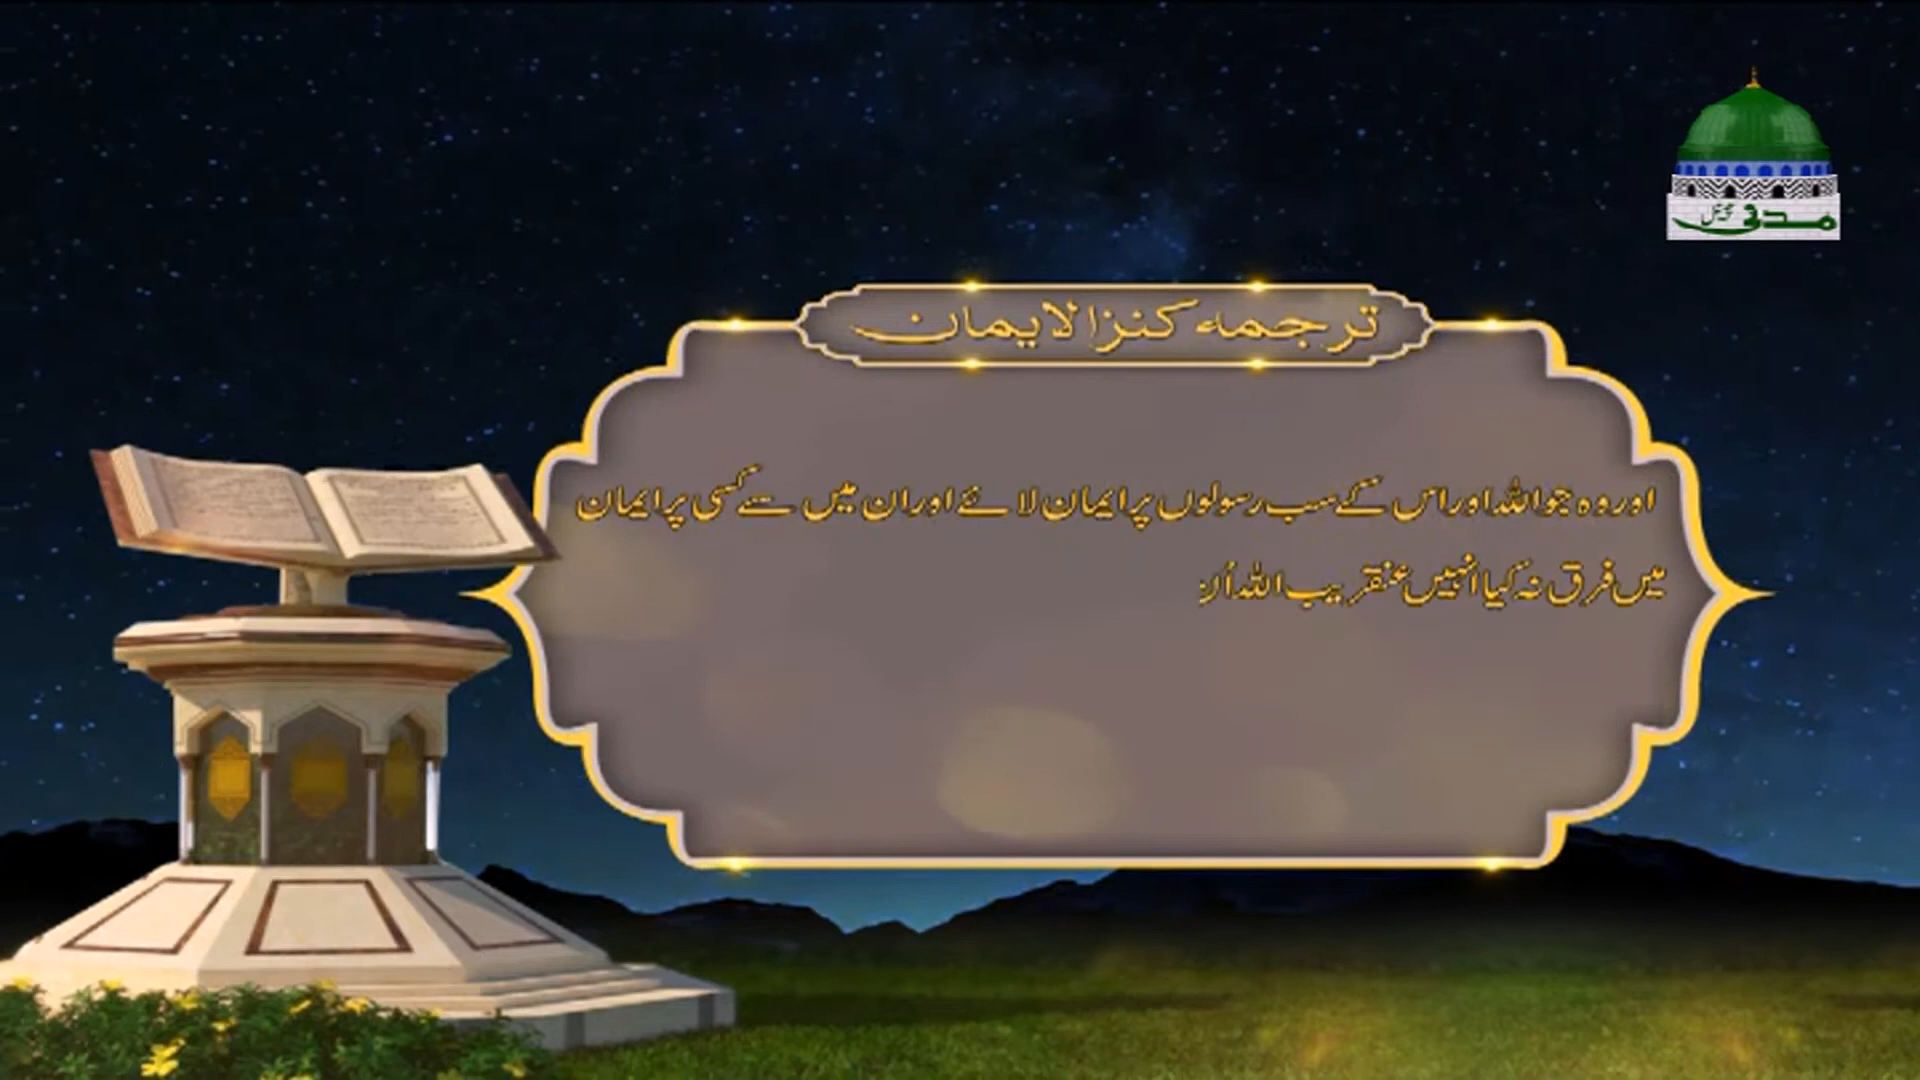 مدنی چینل
ترجمہ کنزالایمان
اور وہ جو اللہ اور اس کے سب رسولوں پر ایمان لائے اور ان میں سے کسی پر ایمان
میں فرق نہ کیا انہیں عنقریب اللہ